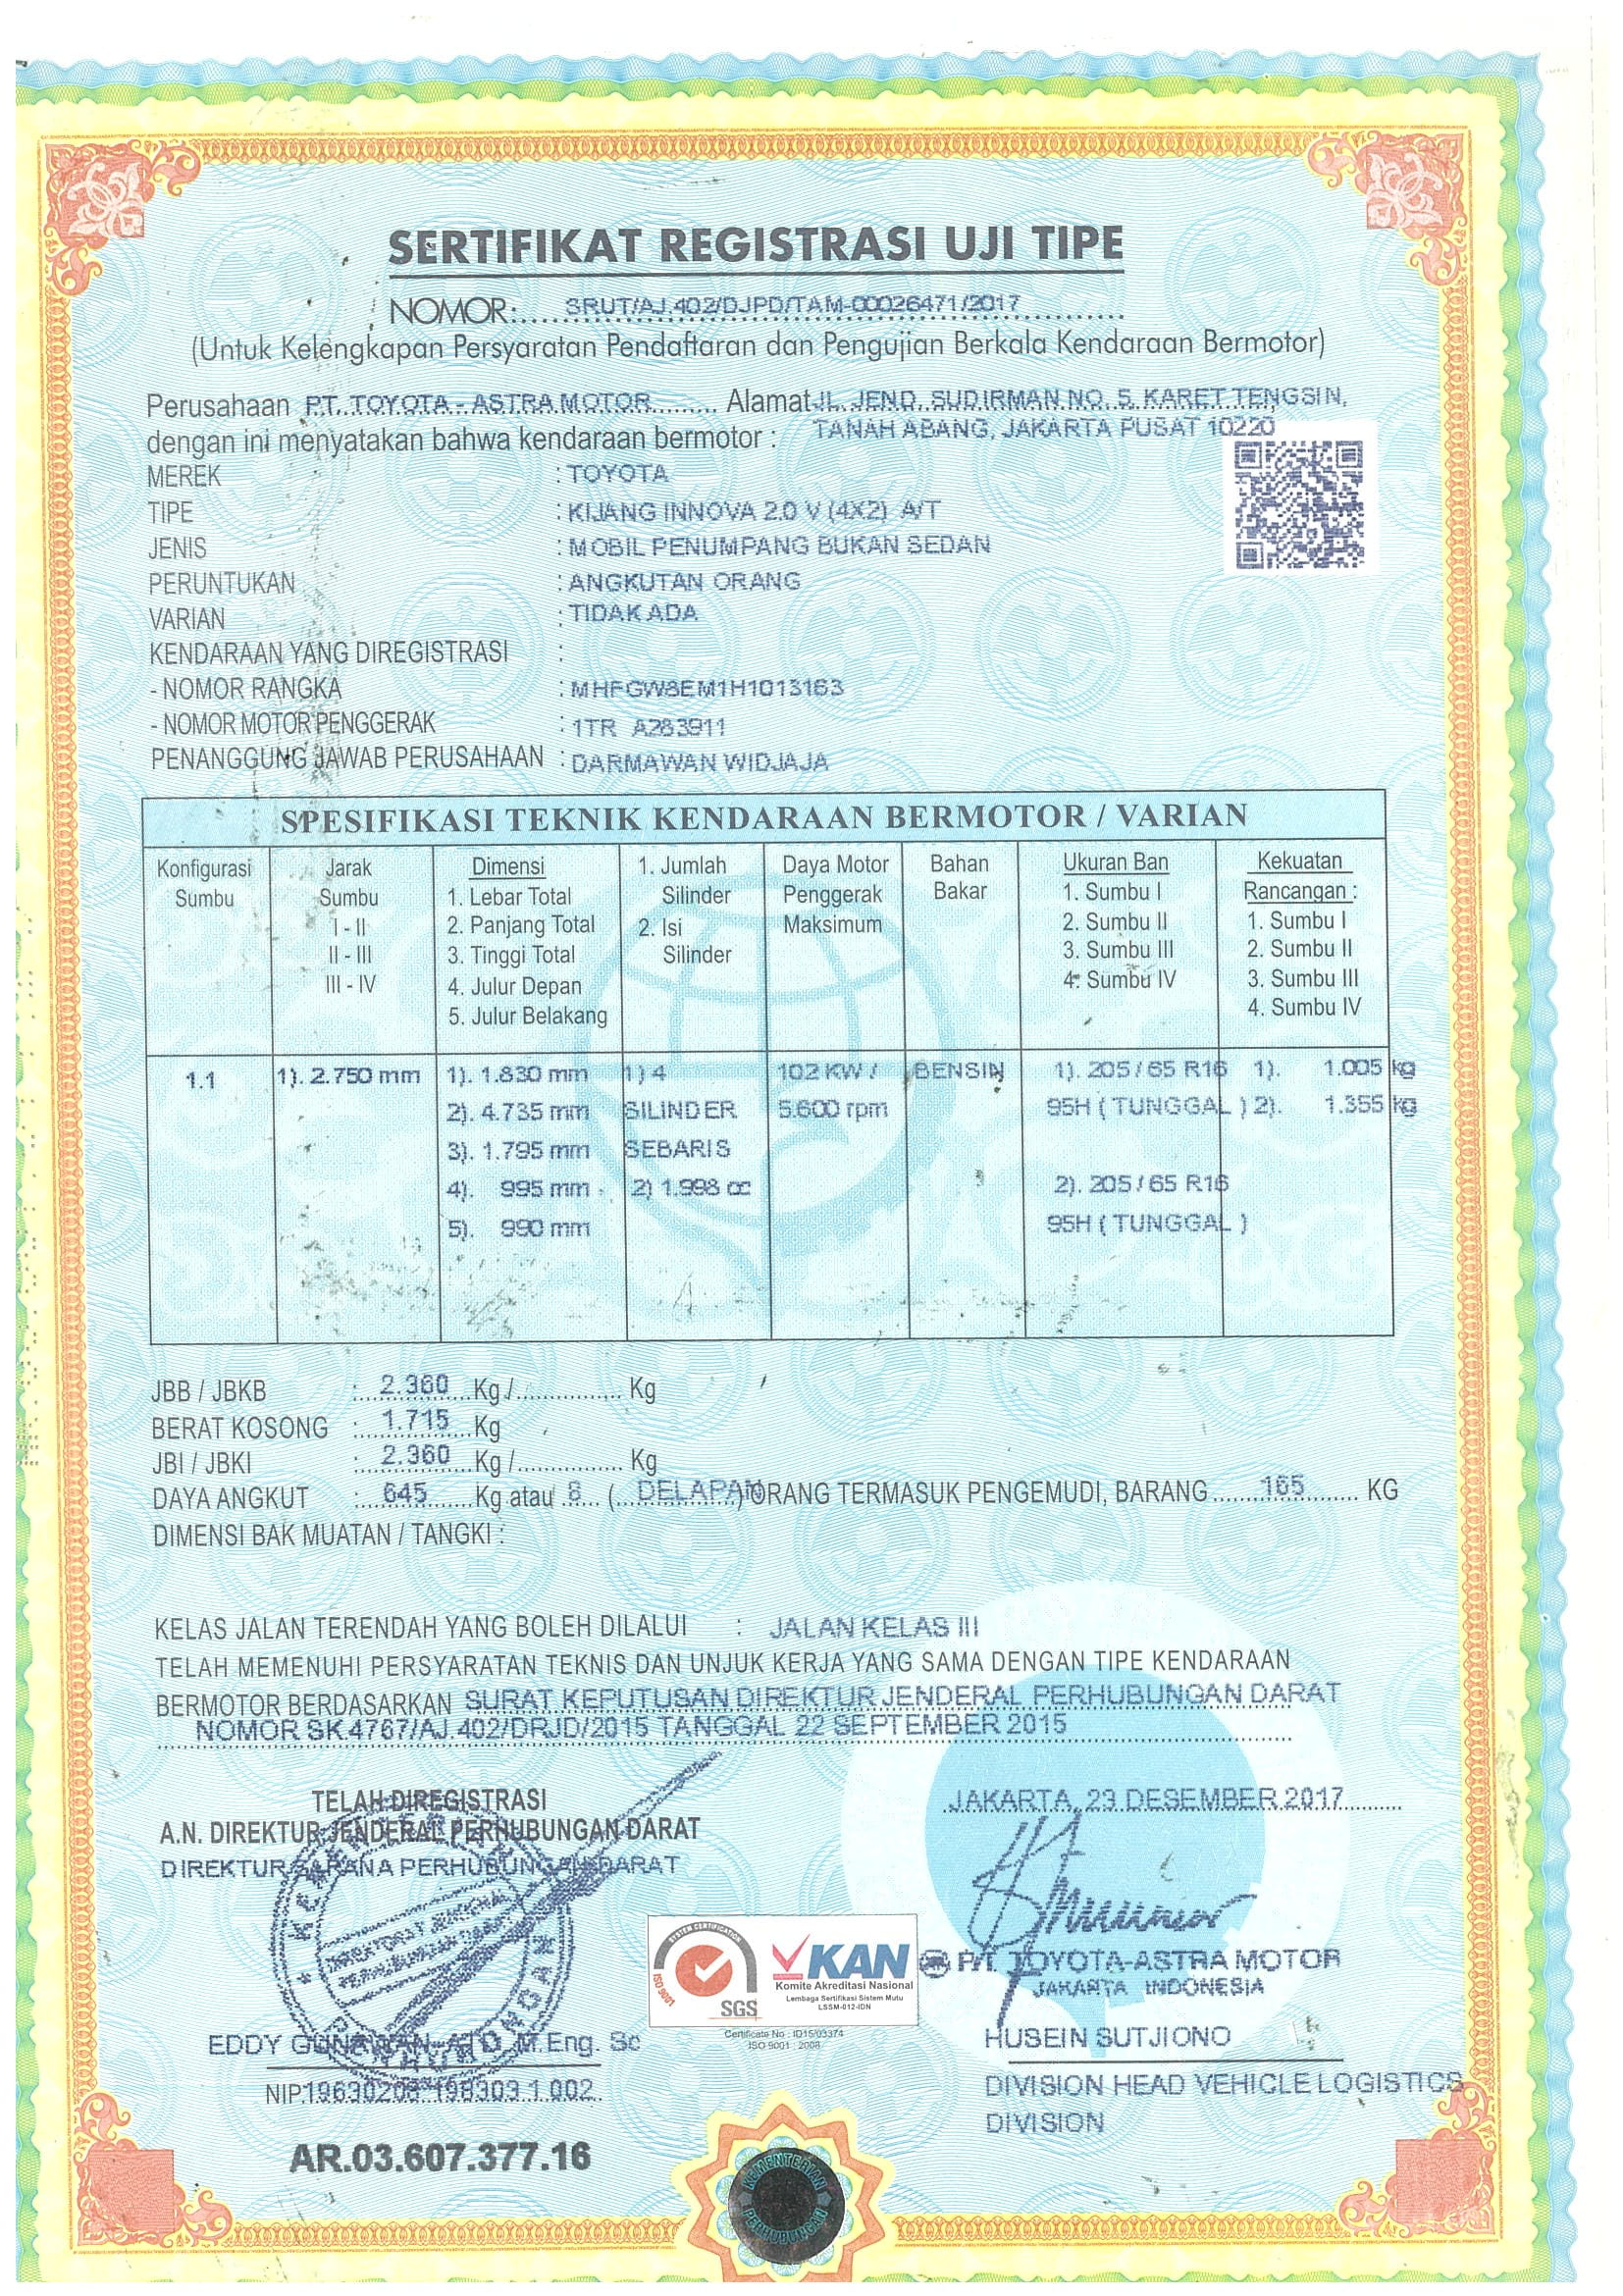 SERTIFIKAT REGISTRASI UJI TIPE
NOMOR: SRUT/AJ.402/DJPD/TAM-00026471/2017
(Untuk Kelengkapan Persyaratan Pendaftaran dan Pengujian Berkala Kendaraan Bermotor)
Perusahaan PT. TOYOTA - ASTRA MOTOR Alamat JL. JEND. SUDIRMAN NO. 5, KARET TENGSIN,
dengan ini menyatakan bahwa kendaraan bermotor : TANAH ABANG, JAKARTA PUSAT 10220
MEREK : TOYOTA
TIPE : KIJANG INNOVA 2.0 V (4X2) A/T
JENIS : MOBIL PENUMPANG BUKAN SEDAN
PERUNTUKAN : ANGKUTAN ORANG
VARIAN : TIDAK ADA
KENDARAAN YANG DIREGISTRASI :
- NOMOR RANGKA : MHFGW8EM1H1013163
- NOMOR MOTOR PENGGERAK : 1TR A283911
PENANGGUNG JAWAB PERUSAHAAN : DARMAWAN WIDJAJA
SPESIFIKASI TEKNIK KENDARAAN BERMOTOR / VARIAN
Konfigurasi Jarak Dimensi 1. Jumlah Daya Motor Bahan Ukuran Ban Kekuatan
Sumbu Sumbu 1. Lebar Total Silinder Penggerak Bakar 1. Sumbu I Rancangan :
I - II 2. Panjang Total 2. Isi Maksimum 2. Sumbu II 1. Sumbu I
II - III 3. Tinggi Total Silinder 3. Sumbu III 2. Sumbu II
III - IV 4. Julur Depan 4. Sumbu IV 3. Sumbu III
5. Julur Belakang 4. Sumbu IV
1.1 1). 2.750 mm 1). 1.830 mm 1) 4 102 KW / BENSIN 1). 205 / 65 R16 1). 1.005 kg
2). 4.735 mm SILINDER 5.600 rpm 95H ( TUNGGAL ) 2). 1.355 kg
3). 1.795 mm SEBARIS
4). 995 mm 2) 1.998 cc 2). 205 / 65 R16
5). 990 mm 95H ( TUNGGAL )
JBB / JBKB : 2.360 Kg / Kg
BERAT KOSONG : 1.715 Kg
JBI / JBKI : 2.360 Kg / Kg
DAYA ANGKUT : 645 Kg atau 8 ( DELAPAN ) ORANG TERMASUK PENGEMUDI, BARANG 165 KG
DIMENSI BAK MUATAN / TANGKI :
KELAS JALAN TERENDAH YANG BOLEH DILALUI : JALAN KELAS III
TELAH MEMENUHI PERSYARATAN TEKNIS DAN UNJUK KERJA YANG SAMA DENGAN TIPE KENDARAAN
BERMOTOR BERDASARKAN SURAT KEPUTUSAN DIREKTUR JENDERAL PERHUBUNGAN DARAT
NOMOR SK.4767/AJ.402/DRJD/2015 TANGGAL 22 SEPTEMBER 2015
JAKARTA, 23 DESEMBER 2017
TELAH DIREGISTRASI
A.N. DIREKTUR JENDERAL PERHUBUNGAN DARAT
DIREKTUR SARANA PERHUBUNGAN DARAT
DIREKTORAT JENDERAL
PERHUBUNGAN DARAT
SYSTEM CERTIFICATION
ISO 9001
SGS
KAN
Komite Akreditasi Nasional
Lembaga Sertifikasi Sistem Mutu
LSSM-012-IDN
Certificate No : ID15/03374
ISO 9001 : 2008
P.T. TOYOTA-ASTRA MOTOR
JAKARTA INDONESIA
EDDY GUNAWAN, ATD, M.Eng. Sc
NIP.
HUSEIN SUTJIONO
DIVISION HEAD VEHICLE LOGISTICS
DIVISION
AR.03.607.377.16
KEMENTERIAN
PERHUBUNGAN